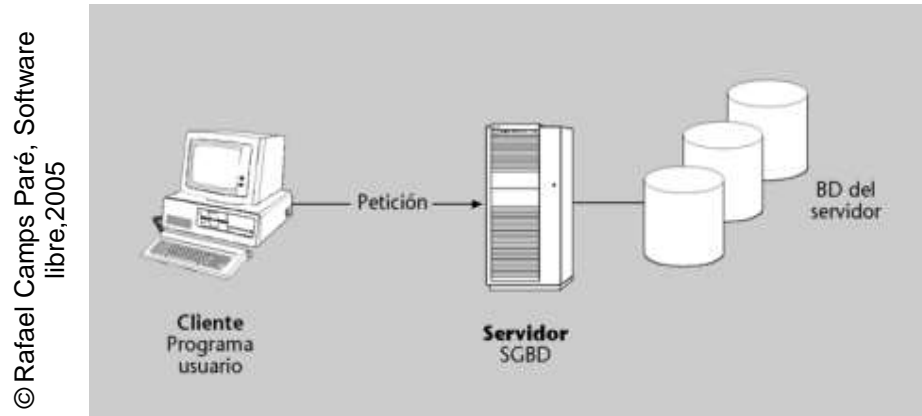 © Rafael Camps Paré, Software
libre,2005
Petición
BD del
servidor
Cliente
Programa
usuario
Servidor
SGBD